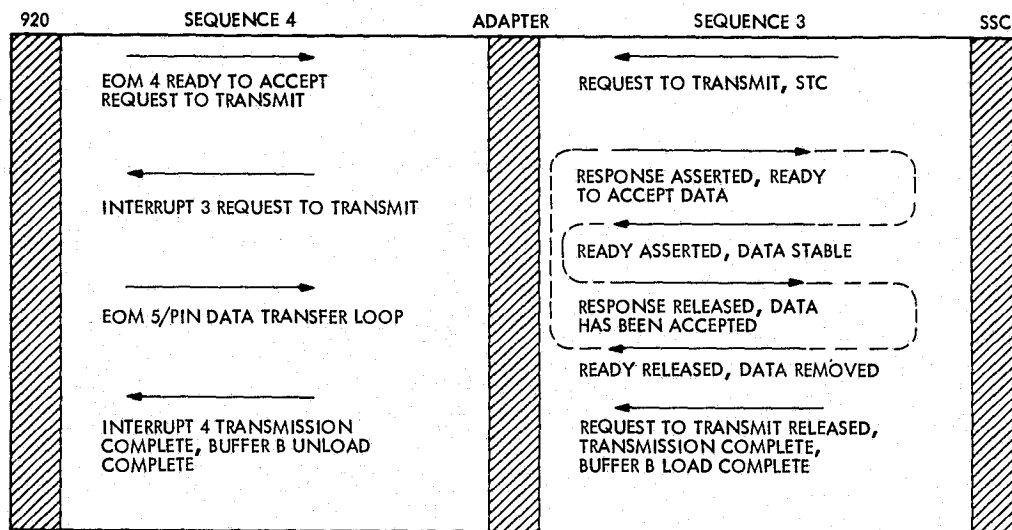 920 SEQUENCE 4 ADAPTER SEQUENCE 3 SSC
EOM 4 READY TO ACCEPT
REQUEST TO TRANSMIT
REQUEST TO TRANSMIT, STC
INTERRUPT 3 REQUEST TO TRANSMIT
RESPONSE ASSERTED, READY
TO ACCEPT DATA
READY ASSERTED, DATA STABLE
EOM 5/PIN DATA TRANSFER LOOP
RESPONSE RELEASED, DATA
HAS BEEN ACCEPTED
READY RELEASED, DATA REMOVED
INTERRUPT 4 TRANSMISSION
COMPLETE, BUFFER B UNLOAD
COMPLETE
REQUEST TO TRANSMIT RELEASED,
TRANSMISSION COMPLETE,
BUFFER B LOAD COMPLETE